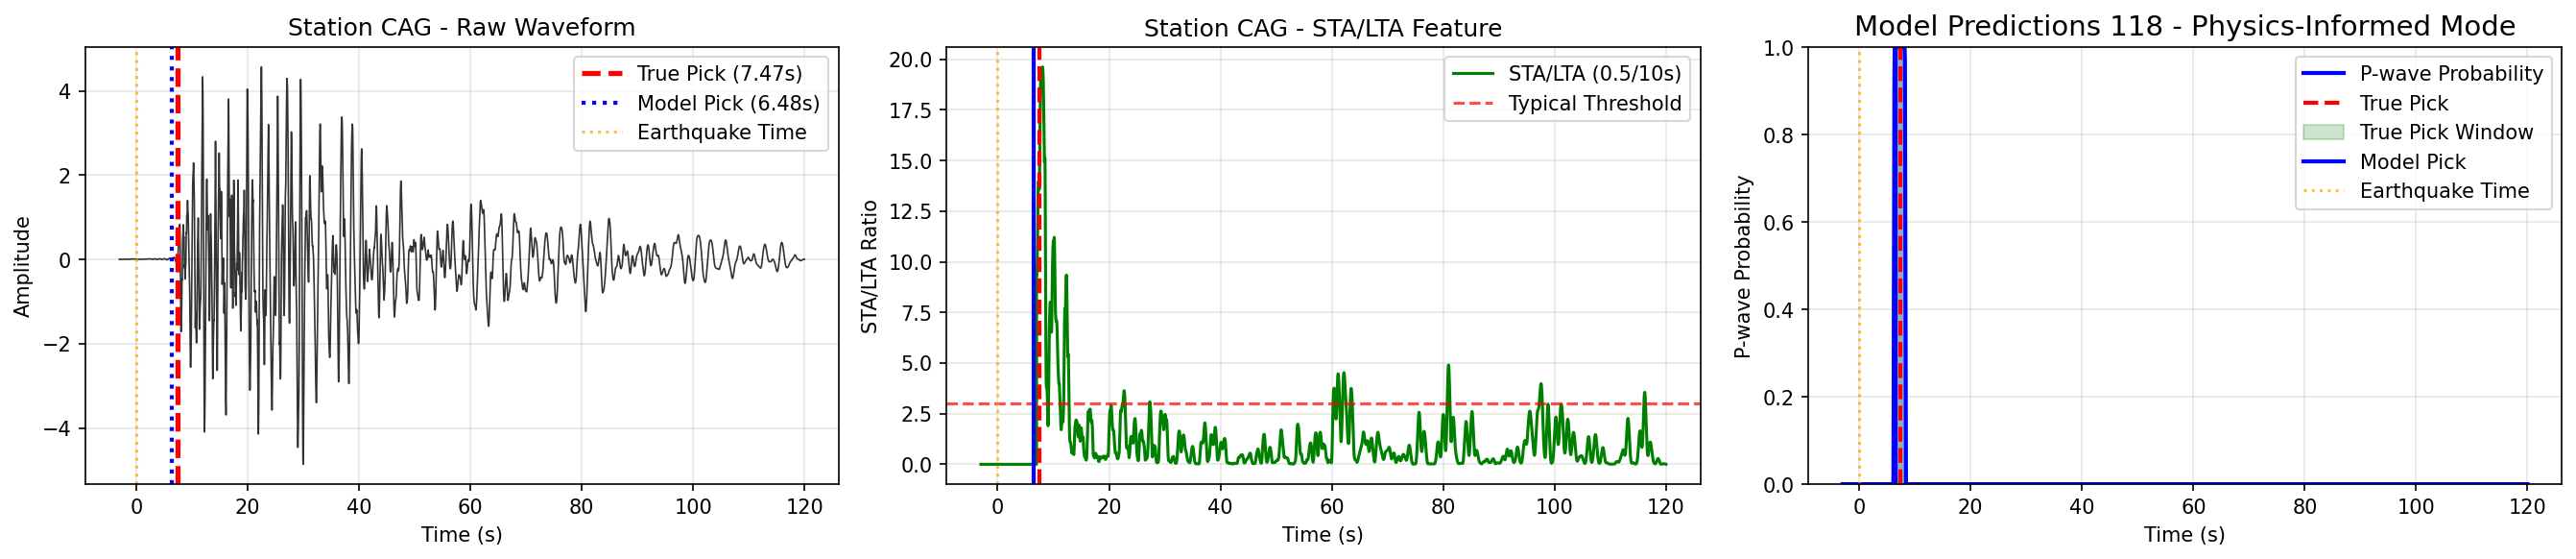 Station CAG - Raw Waveform
Amplitude
4
2
0
−2
−4
True Pick (7.47s)
Model Pick (6.48s)
Earthquake Time
0 20 40 60 80 100 120
Time (s)
Station CAG - STA/LTA Feature
STA/LTA Ratio
20.0
17.5
15.0
12.5
10.0
7.5
5.0
2.5
0.0
STA/LTA (0.5/10s)
Typical Threshold
0 20 40 60 80 100 120
Time (s)
Model Predictions 118 - Physics-Informed Mode
P-wave Probability
1.0
0.8
0.6
0.4
0.2
0.0
P-wave Probability
True Pick
True Pick Window
Model Pick
Earthquake Time
0 20 40 60 80 100 120
Time (s)